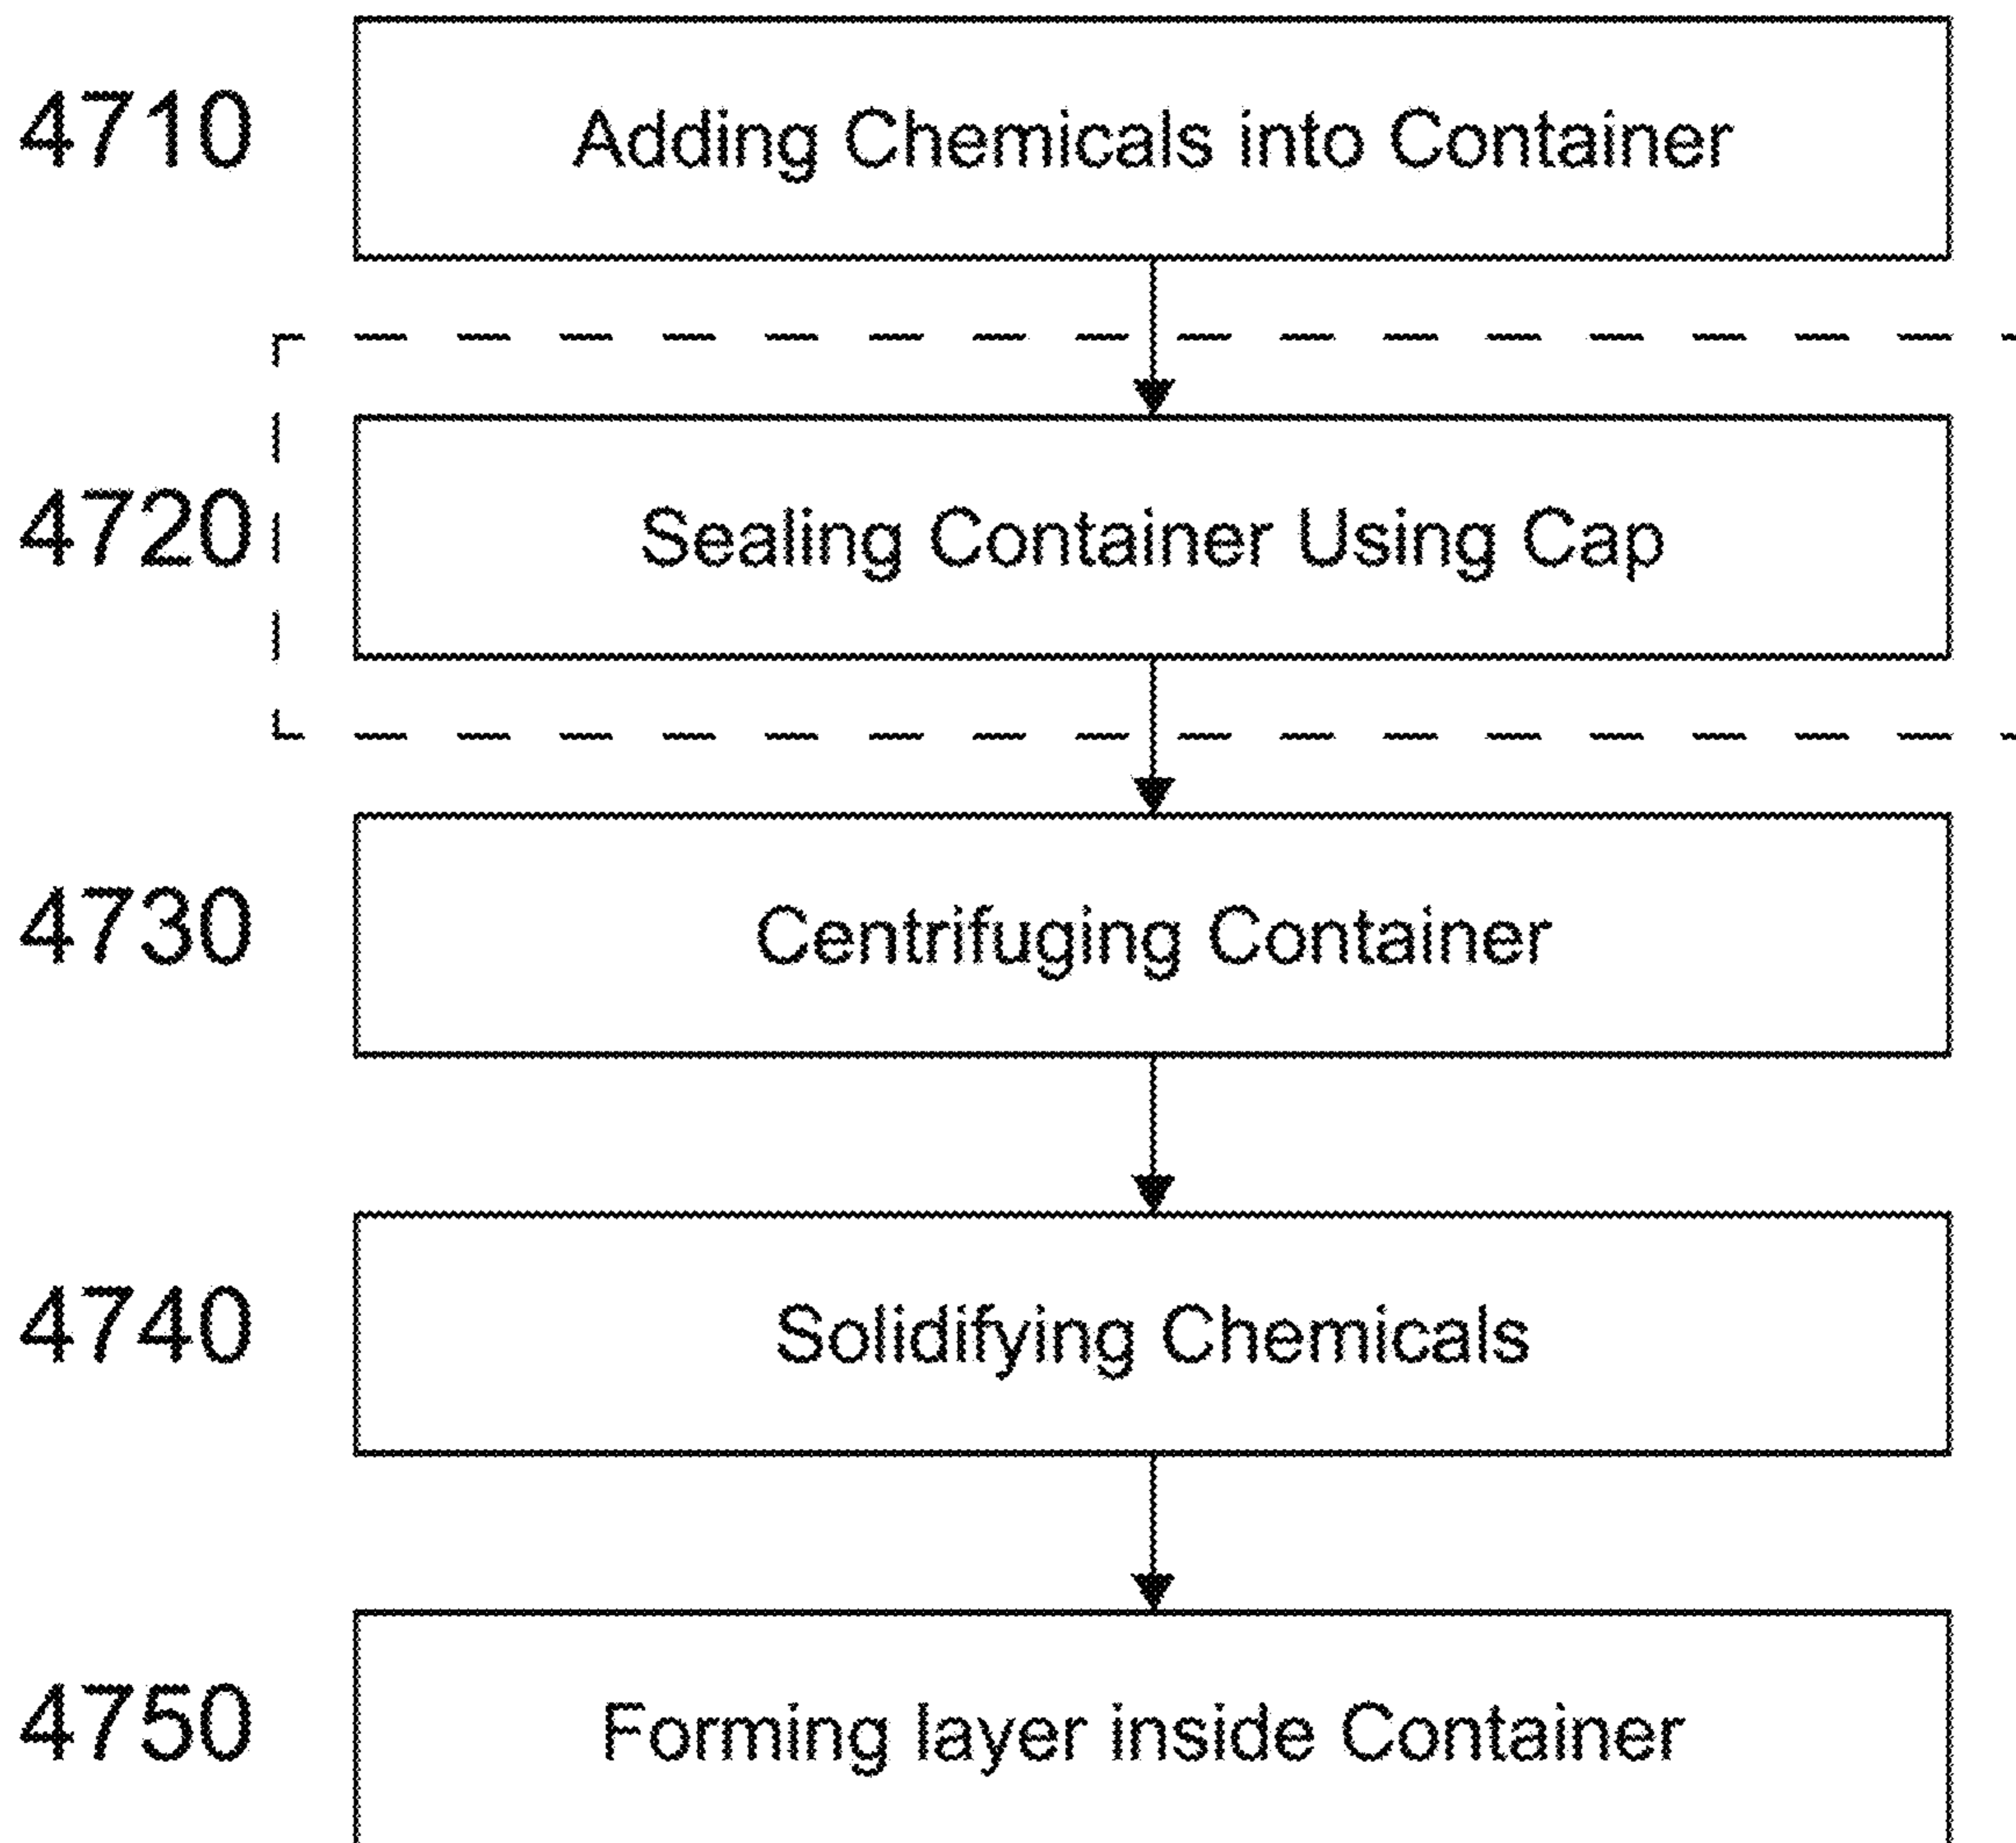 4710 Adding Chemicals into Container
4720 Sealing Container Using Cap
4730 Centrifuging Container
4740 Solidifying Chemicals
4750 Forming layer inside Container